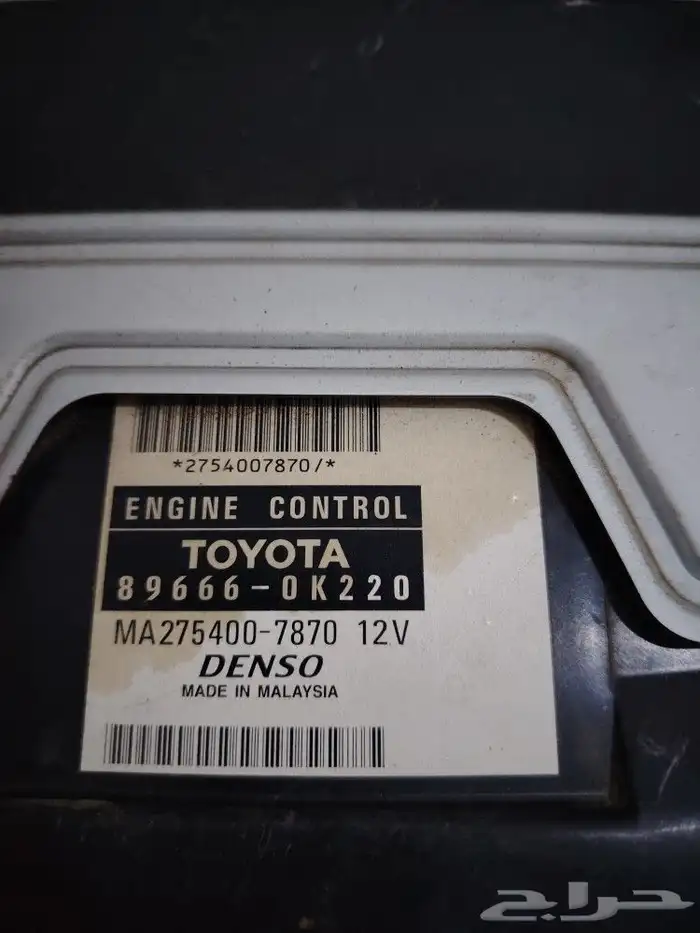 *2754007870/*
ENGINE CONTROL
TOYOTA
89666-0K220
MA275400-7870 12V
DENSO
MADE IN MALAYSIA
حراج